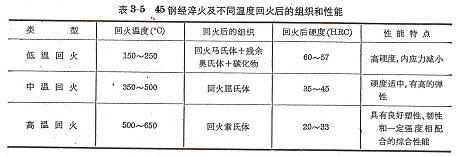 表 3-5 45钢经淬火及不同温度回火后的组织和性能
类 型 回火温度(℃) 回火后的组织 回火后硬度(HRC) 性能特点
低温回火 150~250 回火马氏体+残余 60~57 高硬度,内应力减小
奥氏体+碳化物
中温回火 350~500 回火屈氏体 35~45 硬度适中,有高的弹
性
高温回火 500~650 回火索氏体 20~33 具有良好塑性、韧性
和一定强度相配
合的综合性能